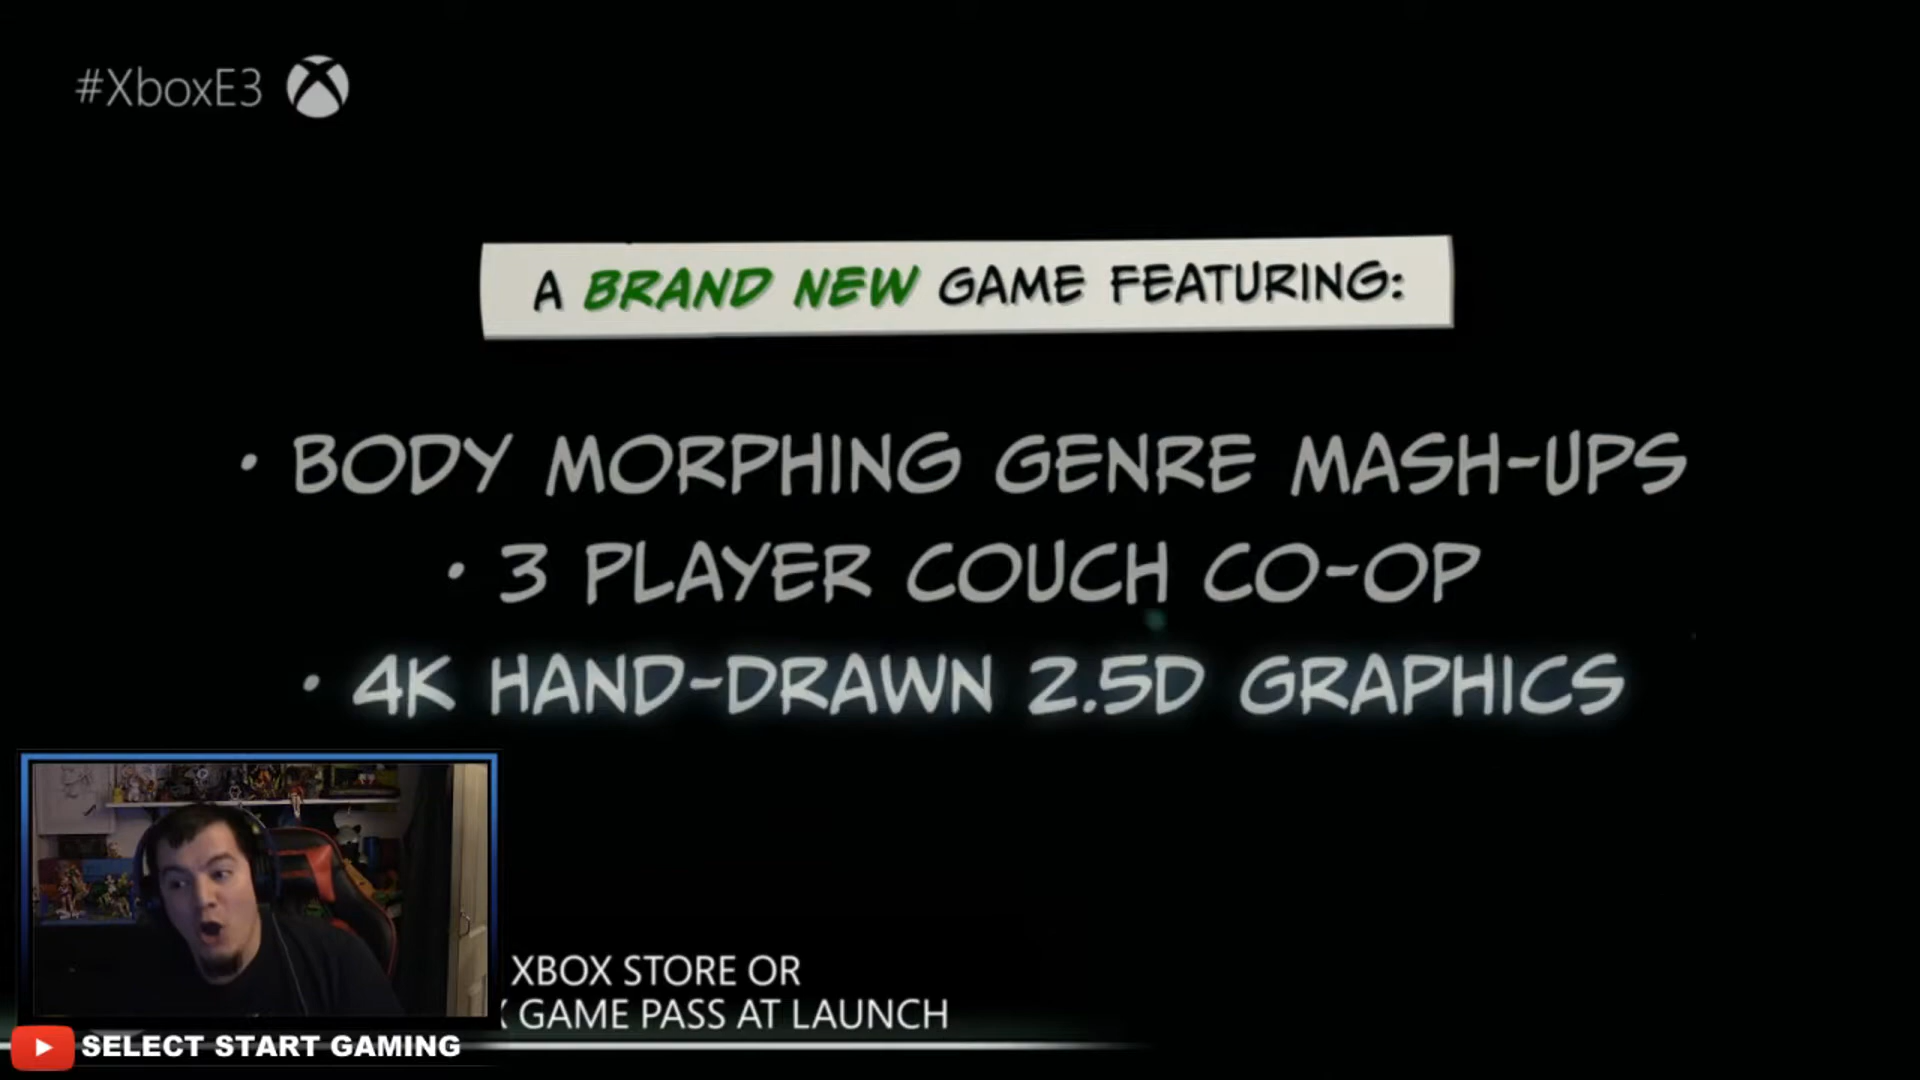 #XboxE3
A BRAND NEW GAME FEATURING:
• BODY MORPHING GENRE MASH-UPS
• 3 PLAYER COUCH CO-OP
• 4K HAND-DRAWN 2.5D GRAPHICS
XBOX STORE OR
GAME PASS AT LAUNCH
SELECT START GAMING